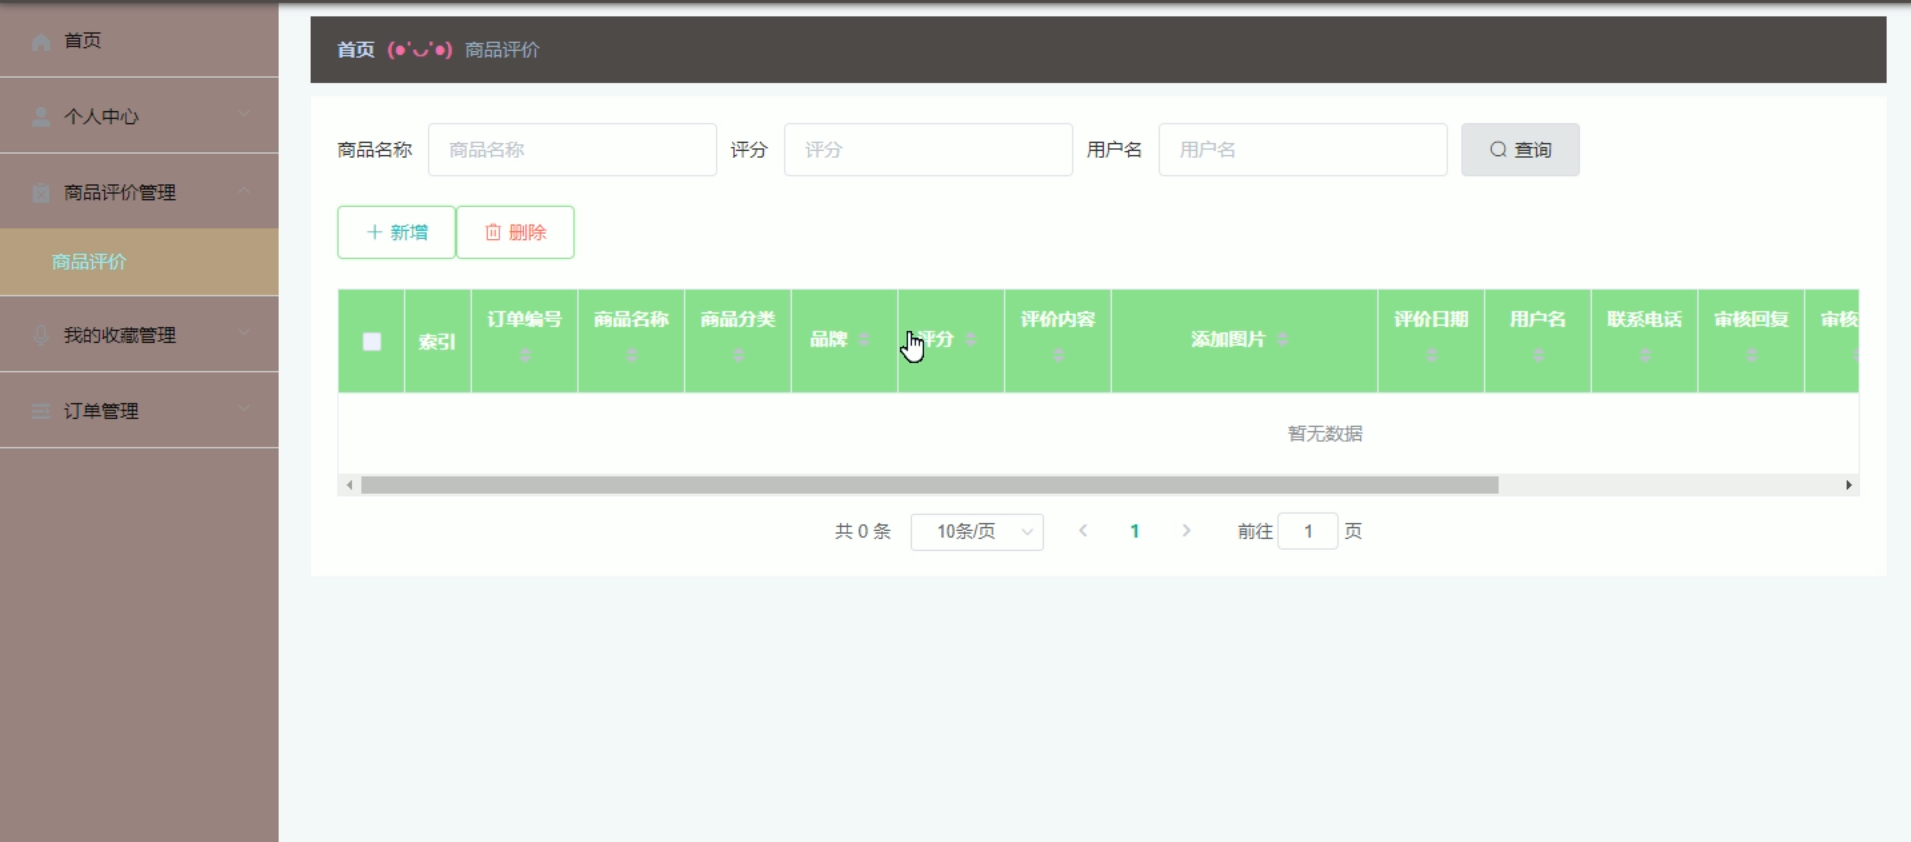 首页
个人中心
商品评价管理
商品评价
我的收藏管理
订单管理
首页 (●'◡'●) 商品评价
商品名称 商品名称 评分 评分 用户名 用户名 查询
新增 删除
索引 订单编号 商品名称 商品分类 品牌 评分 评价内容 添加图片 评价日期 用户名 联系电话 审核回复 审核
暂无数据
共 0 条 10条/页 1 前往 1 页